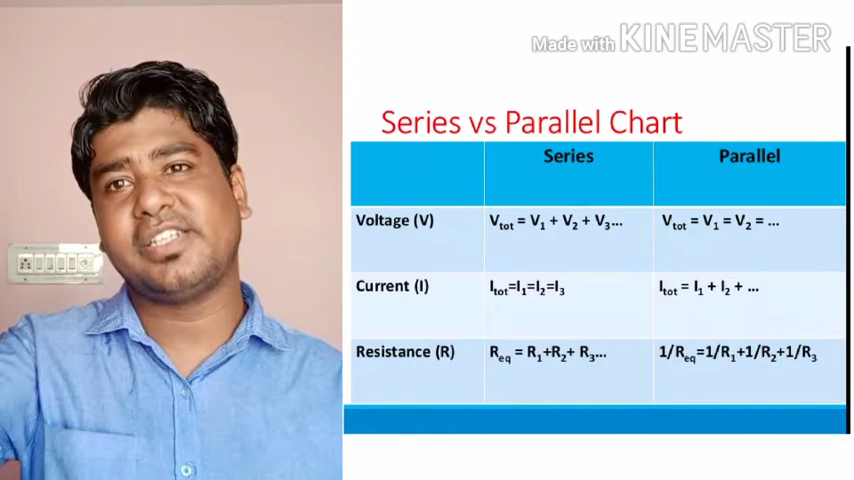 Made with KINEMASTER
Series vs Parallel Chart
Series Parallel
Voltage (V) Vtot = V1 + V2 + V3... Vtot = V1 = V2 = ...
Current (I) Itot=I1=I2=I3 Itot = I1 + I2 + ...
Resistance (R) Req = R1+R2+ R3... 1/Req=1/R1+1/R2+1/R3